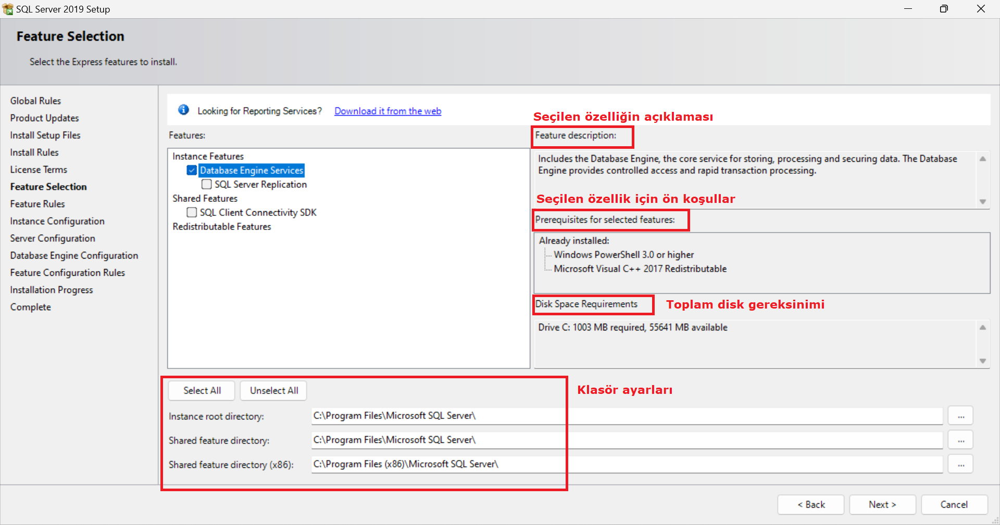 SQL Server 2019 Setup
Feature Selection
Select the Express features to install.
Global Rules
Product Updates
Install Setup Files
Install Rules
License Terms
Feature Selection
Feature Rules
Instance Configuration
Server Configuration
Database Engine Configuration
Feature Configuration Rules
Installation Progress
Complete
Looking for Reporting Services? Download it from the web
Features:
Instance Features
Database Engine Services
SQL Server Replication
Shared Features
SQL Client Connectivity SDK
Redistributable Features
Seçilen özelliğin açıklaması
Feature description:
Includes the Database Engine, the core service for storing, processing and securing data. The Database
Engine provides controlled access and rapid transaction processing.
Seçilen özellik için ön koşullar
Prerequisites for selected features:
Already installed:
Windows PowerShell 3.0 or higher
Microsoft Visual C++ 2017 Redistributable
Disk Space Requirements
Toplam disk gereksinimi
Drive C: 1003 MB required, 55641 MB available
Select All
Unselect All
Klasör ayarları
Instance root directory:
C:\Program Files\Microsoft SQL Server\
...
Shared feature directory:
C:\Program Files\Microsoft SQL Server\
...
Shared feature directory (x86):
C:\Program Files (x86)\Microsoft SQL Server\
...
< Back
Next >
Cancel